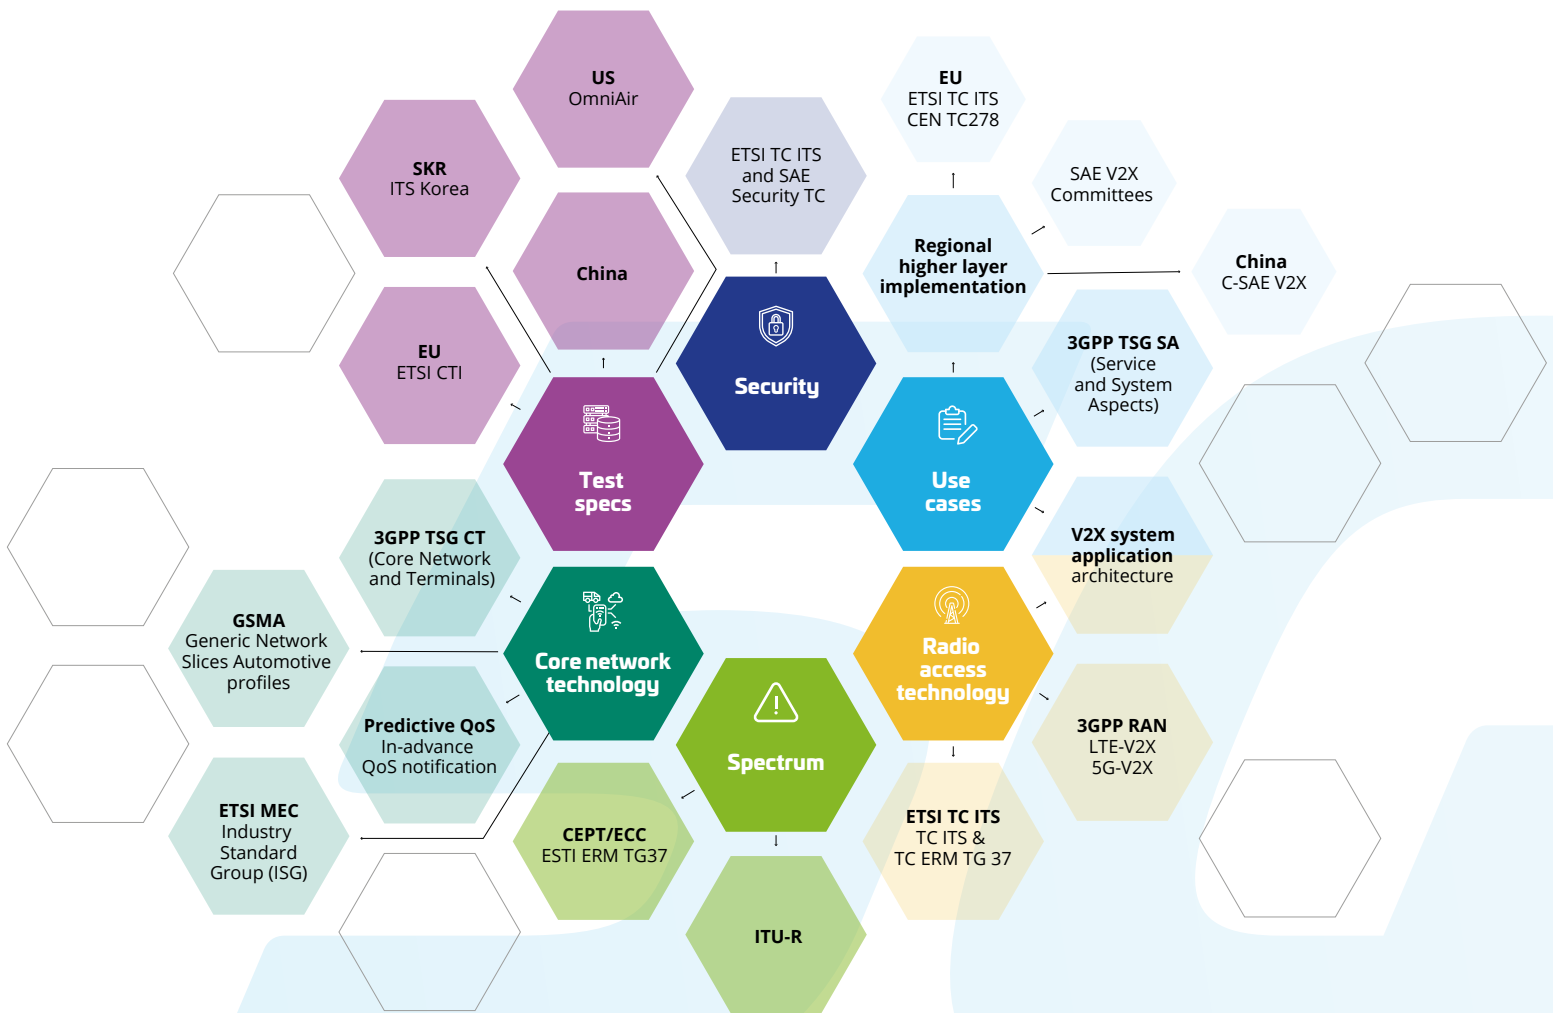 US
OmniAir
EU
ETSI TC ITS
CEN TC278
SKR
ITS Korea
ETSI TC ITS
and SAE
Security TC
SAE V2X
Committees
China
Regional
higher layer
implementation
China
C-SAE V2X
EU
ETSI CTI
Security
3GPP TSG SA
(Service
and System
Aspects)
Test
specs
Use
cases
3GPP TSG CT
(Core Network
and Terminals)
V2X system
application
architecture
GSMA
Generic Network
Slices Automotive
profiles
Core network
technology
Radio
access
technology
Predictive QoS
In-advance
QoS notification
Spectrum
3GPP RAN
LTE-V2X
5G-V2X
ETSI MEC
Industry
Standard
Group (ISG)
CEPT/ECC
ESTI ERM TG37
ETSI TC ITS
TC ITS &
TC ERM TG 37
ITU-R